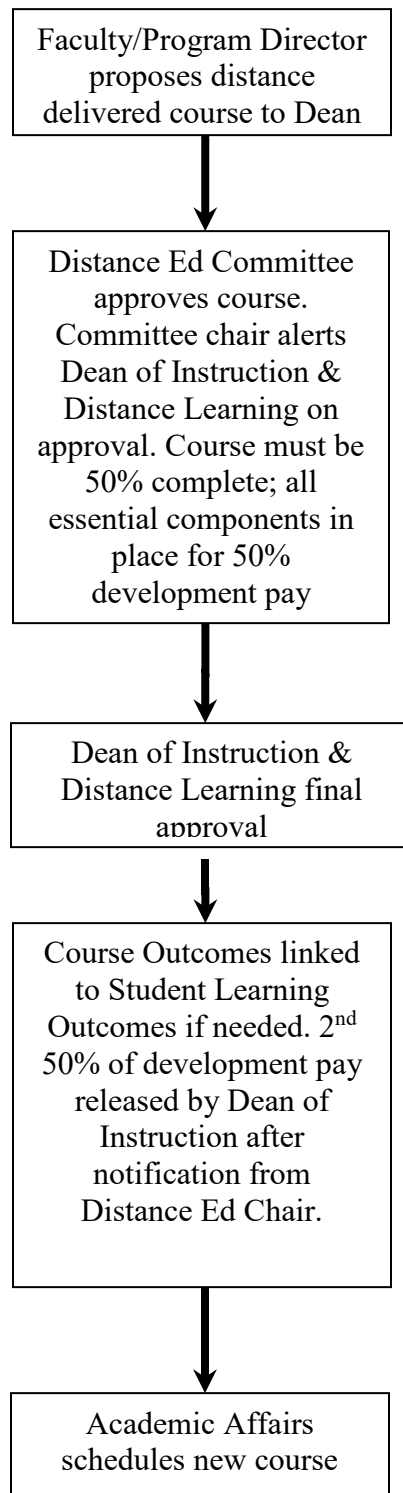 Faculty/Program Director
proposes distance
delivered course to Dean
Distance Ed Committee
approves course.
Committee chair alerts
Dean of Instruction &
Distance Learning on
approval. Course must be
50% complete; all
essential components in
place for 50%
development pay
Dean of Instruction &
Distance Learning final
approval
Course Outcomes linked
to Student Learning
Outcomes if needed. 2nd
50% of development pay
released by Dean of
Instruction after
notification from
Distance Ed Chair.
Academic Affairs
schedules new course